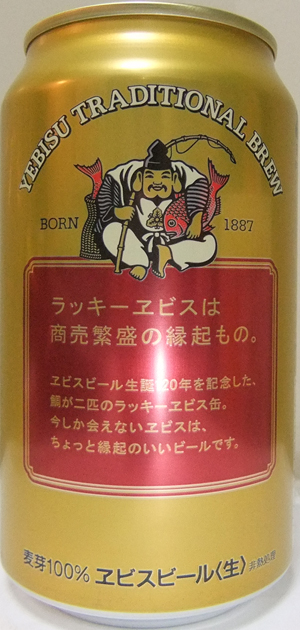 YEBISU TRADITIONAL BREW
BORN 1887
ラッキーヱビスは
商売繁盛の縁起もの。
ヱビスビール生誕120年を記念した、
鯛が二匹のラッキーヱビス缶。
今しか会えないヱビスは、
ちょっと縁起のいいビールです。
麦芽100% ヱビスビール〈生〉 非熱処理